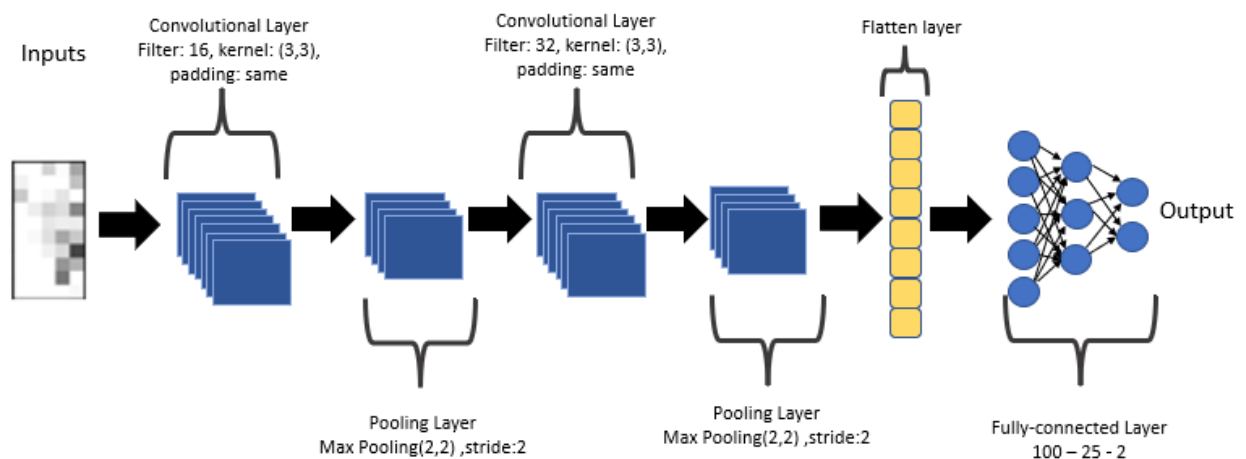 Inputs
Convolutional Layer
Filter: 16, kernel: (3,3),
padding: same
Convolutional Layer
Filter: 32, kernel: (3,3),
padding: same
Flatten layer
Output
Pooling Layer
Max Pooling(2,2) ,stride:2
Pooling Layer
Max Pooling(2,2) ,stride:2
Fully-connected Layer
100 – 25 - 2